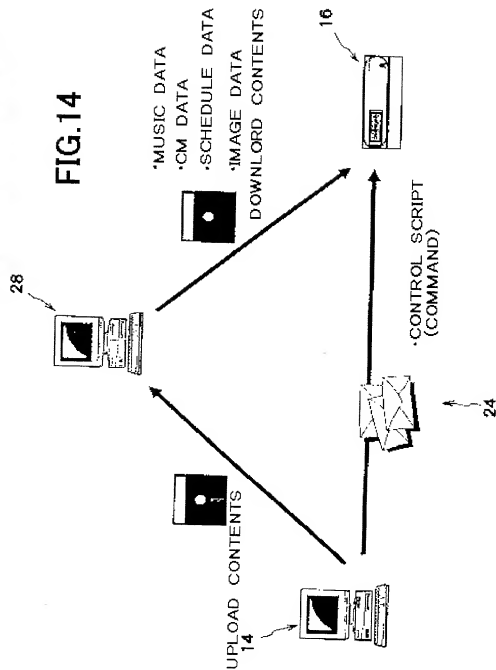 FIG.14
28
•MUSIC DATA
•CM DATA
•SCHEDULE DATA
•IMAGE DATA
DOWNLORD CONTENTS
16
UPLOAD CONTENTS
14
•CONTROL SCRIPT
(COMMAND)
24